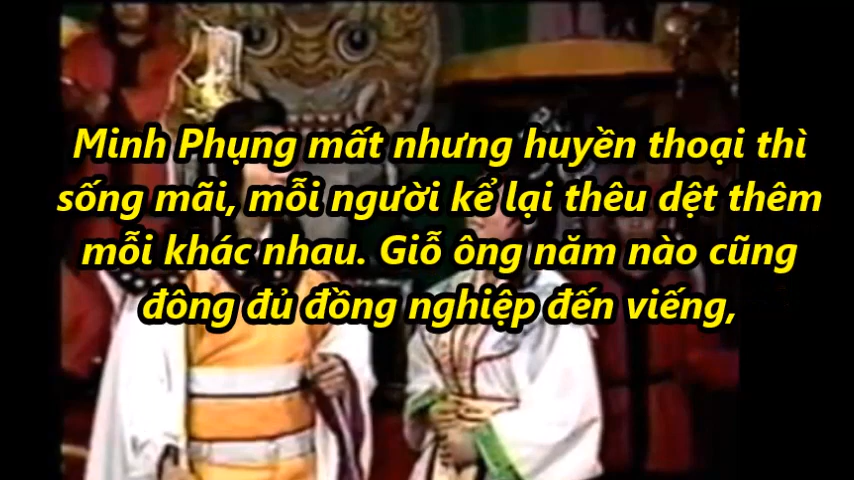 Minh Phụng mất nhưng huyền thoại thì
sống mãi, mỗi người kể lại thêu dệt thêm
mỗi khác nhau. Giỗ ông năm nào cũng
đông đủ đồng nghiệp đến viếng,